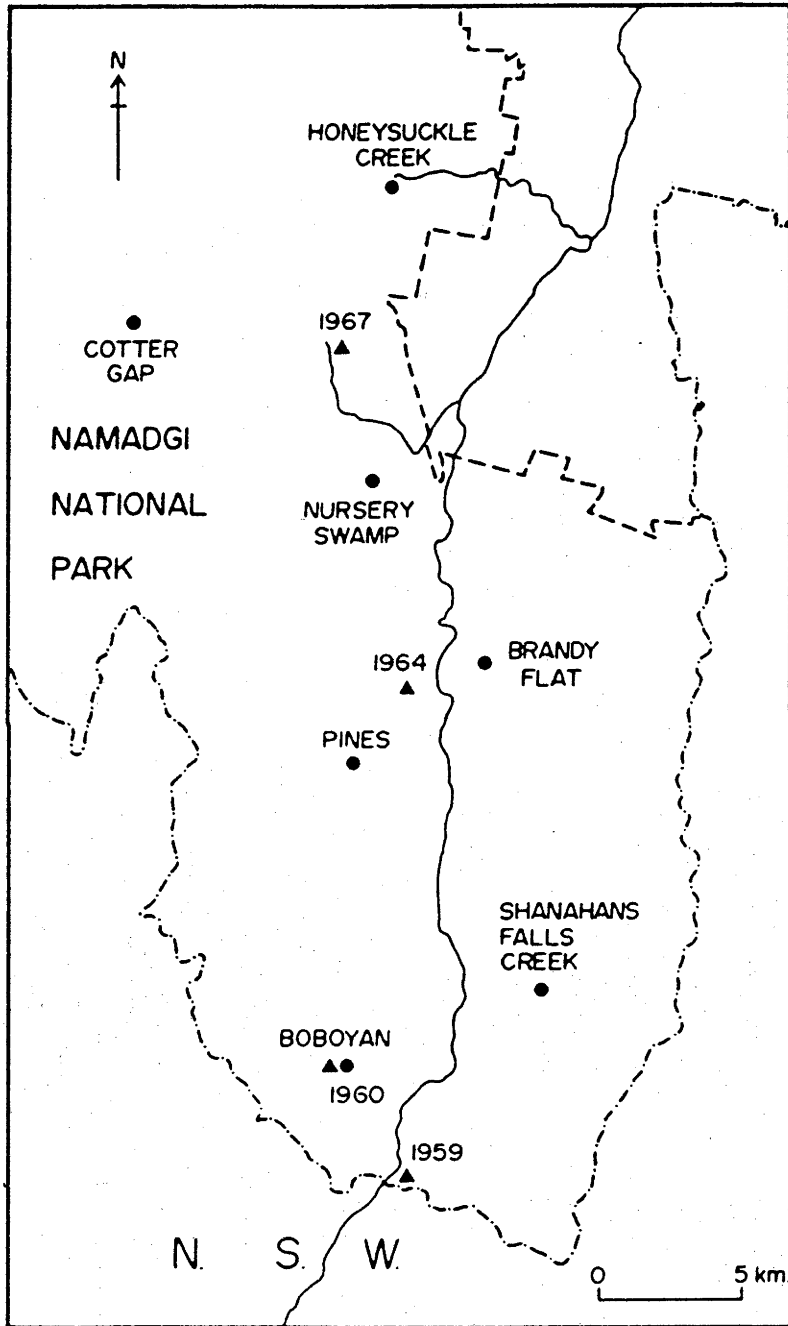 N
HONEYSUCKLE
CREEK
1967
COTTER
GAP
NAMADGI
NATIONAL
PARK
NURSERY
SWAMP
1964
BRANDY
FLAT
PINES
SHANAHANS
FALLS
CREEK
BOBOYAN
1960
1959
N. S. W.
0 5 km.